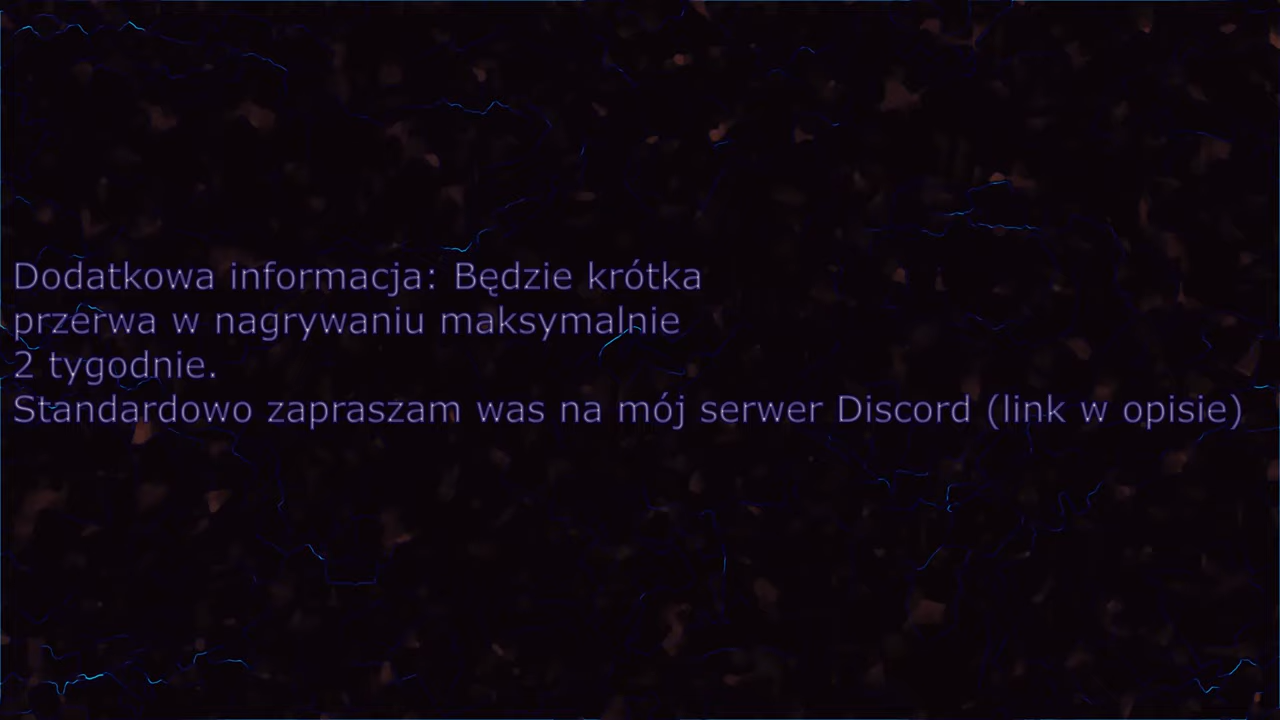 Dodatkowa informacja: Będzie krótka
przerwa w nagrywaniu maksymalnie
2 tygodnie.
Standardowo zapraszam was na mój serwer Discord (link w opisie)